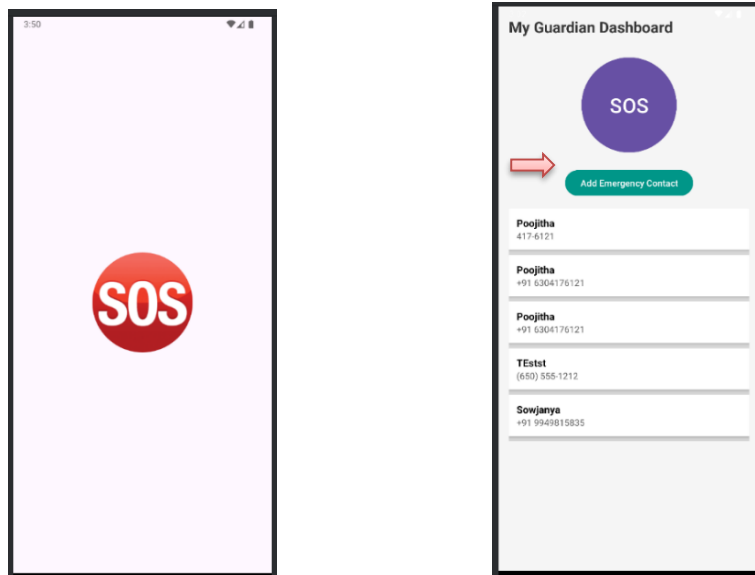 3:50
SOS
My Guardian Dashboard
SOS
Add Emergency Contact
Poojitha
417-6121
Poojitha
+91 6304176121
Poojitha
+91 6304176121
TEstst
(650) 555-1212
Sowjanya
+91 9949815835